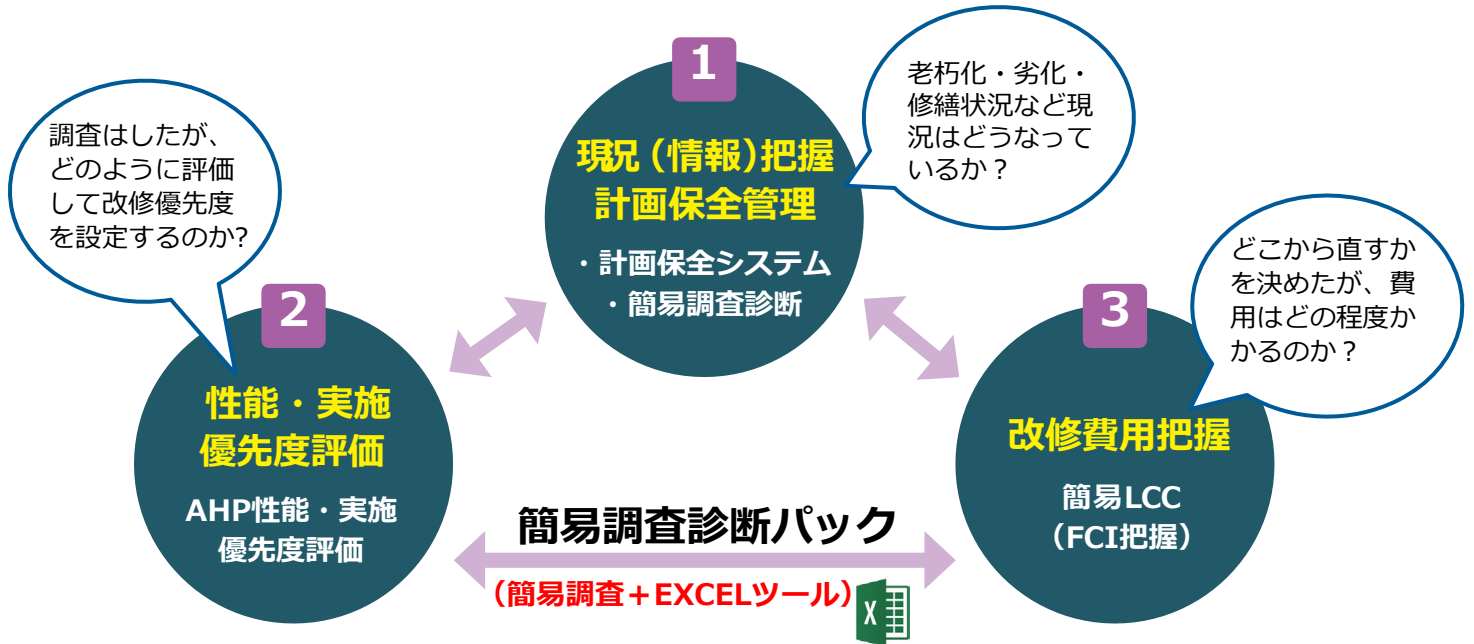 1
現況（情報）把握
計画保全管理
・計画保全システム
・簡易調査診断
老朽化・劣化・
修繕状況など現
況はどうなって
いるか？
調査はしたが、
どのように評価
して改修優先度
を設定するのか?
2
性能・実施
優先度評価
AHP性能・実施
優先度評価
どこから直すか
を決めたが、費
用はどの程度か
かるのか？
3
改修費用把握
簡易LCC
（FCI把握）
簡易調査診断パック
（簡易調査＋EXCELツール）
X